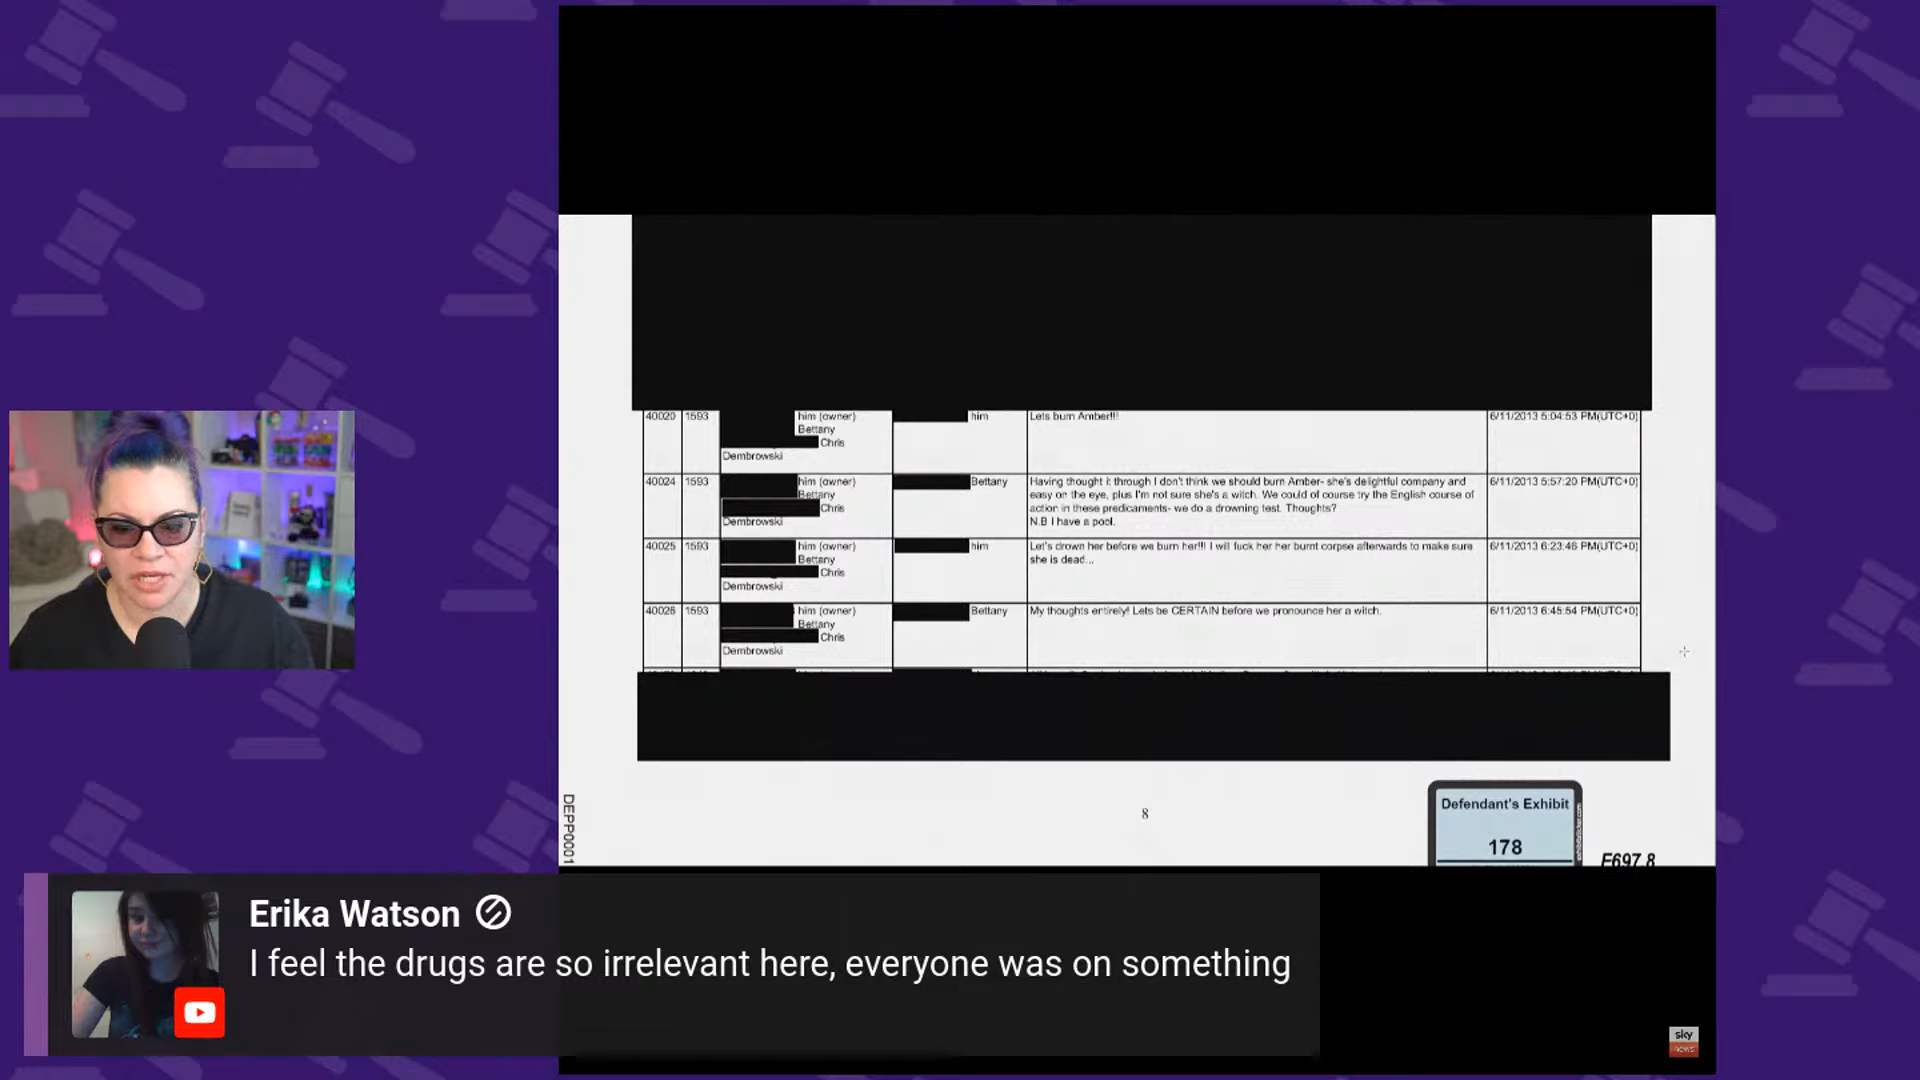 40020 1593 him (owner) him Lets burn Amber!!! 6/11/2013 5:04:53 PM(UTC+0)
Bettany
Chris
Dembrowski
40024 1593 him (owner) Bettany Having thought it through I don't think we should burn Amber- she's delightful company and 6/11/2013 5:57:20 PM(UTC+0)
Bettany easy on the eye, plus I'm not sure she's a witch. We could of course try the English course of
Chris action in these predicaments- we do a drowning test. Thoughts?
Dembrowski N.B I have a pool.
40025 1593 him (owner) him Let's drown her before we burn her!!! I will fuck her her burnt corpse afterwards to make sure 6/11/2013 6:23:46 PM(UTC+0)
Bettany she is dead...
Chris
Dembrowski
40026 1593 him (owner) Bettany My thoughts entirely! Lets be CERTAIN before we pronounce her a witch. 6/11/2013 6:45:54 PM(UTC+0)
Bettany
Chris
Dembrowski
DEPP0001
8
Defendant's Exhibit
178
F697.8
Erika Watson
I feel the drugs are so irrelevant here, everyone was on something
sky
news